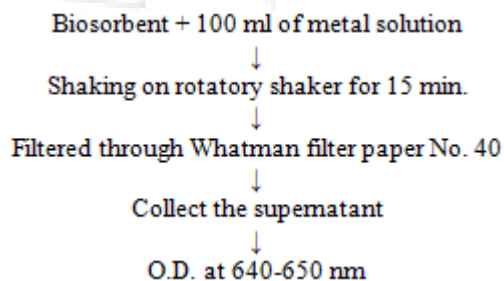 Biosorbent + 100 ml of metal solution
↓
Shaking on rotatory shaker for 15 min.
↓
Filtered through Whatman filter paper No. 40
↓
Collect the supernatant
↓
O.D. at 640-650 nm